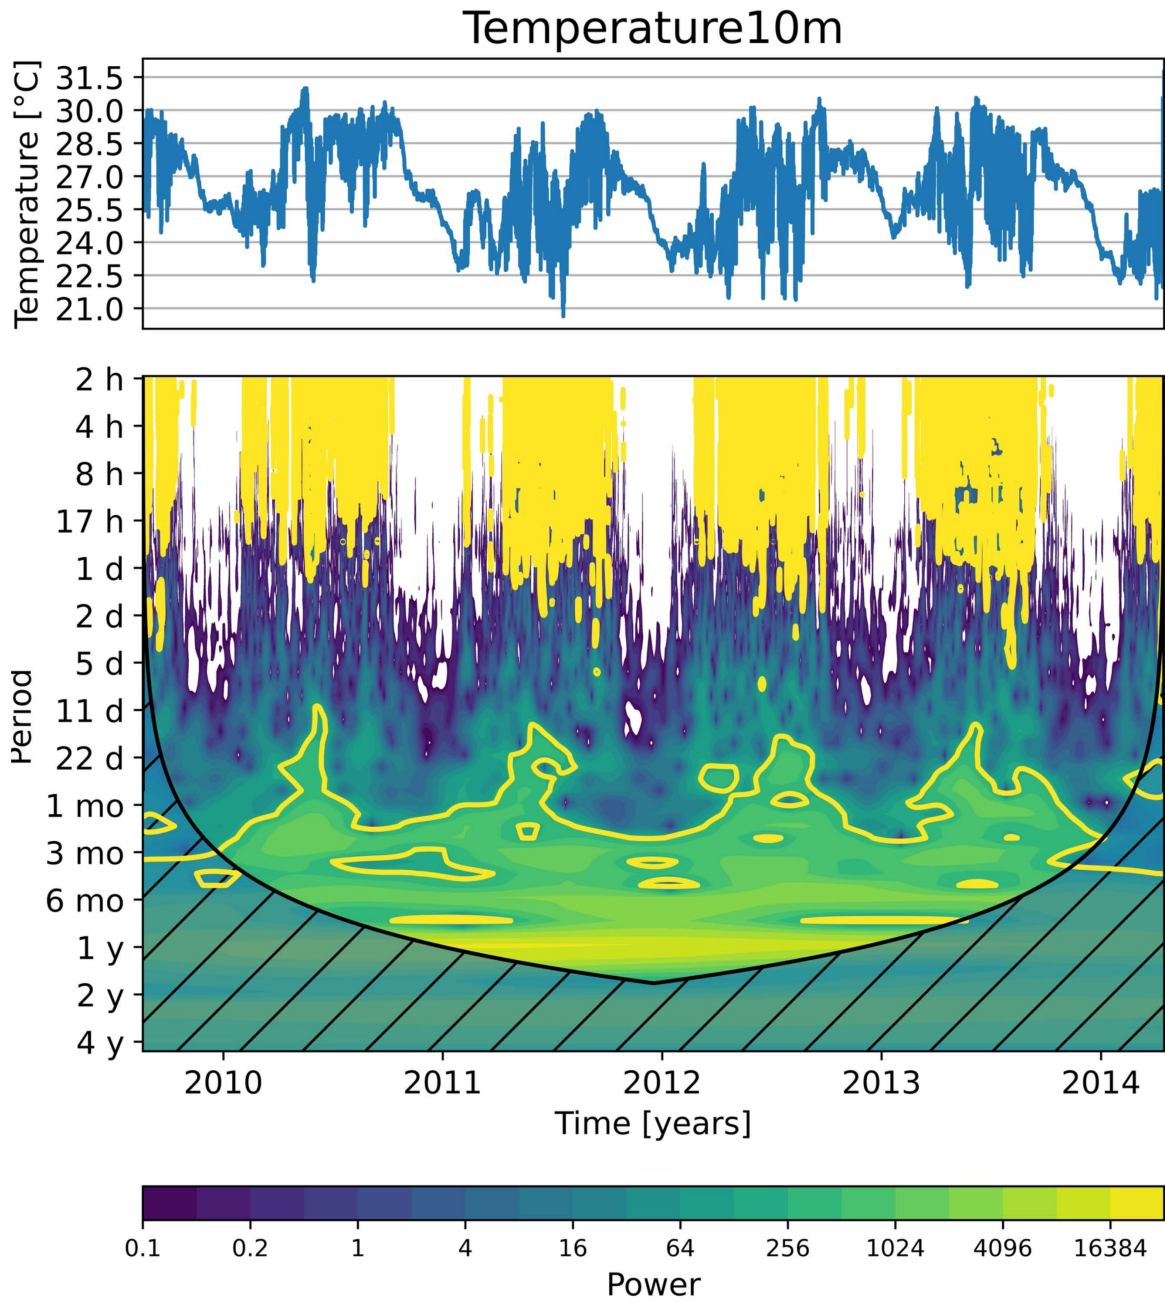 Temperature10m
Temperature [°C]
31.5
30.0
28.5
27.0
25.5
24.0
22.5
21.0
Period
2 h
4 h
8 h
17 h
1 d
2 d
5 d
11 d
22 d
1 mo
3 mo
6 mo
1 y
2 y
4 y
2010 2011 2012 2013 2014
Time [years]
0.1 0.2 1 4 16 64 256 1024 4096 16384
Power